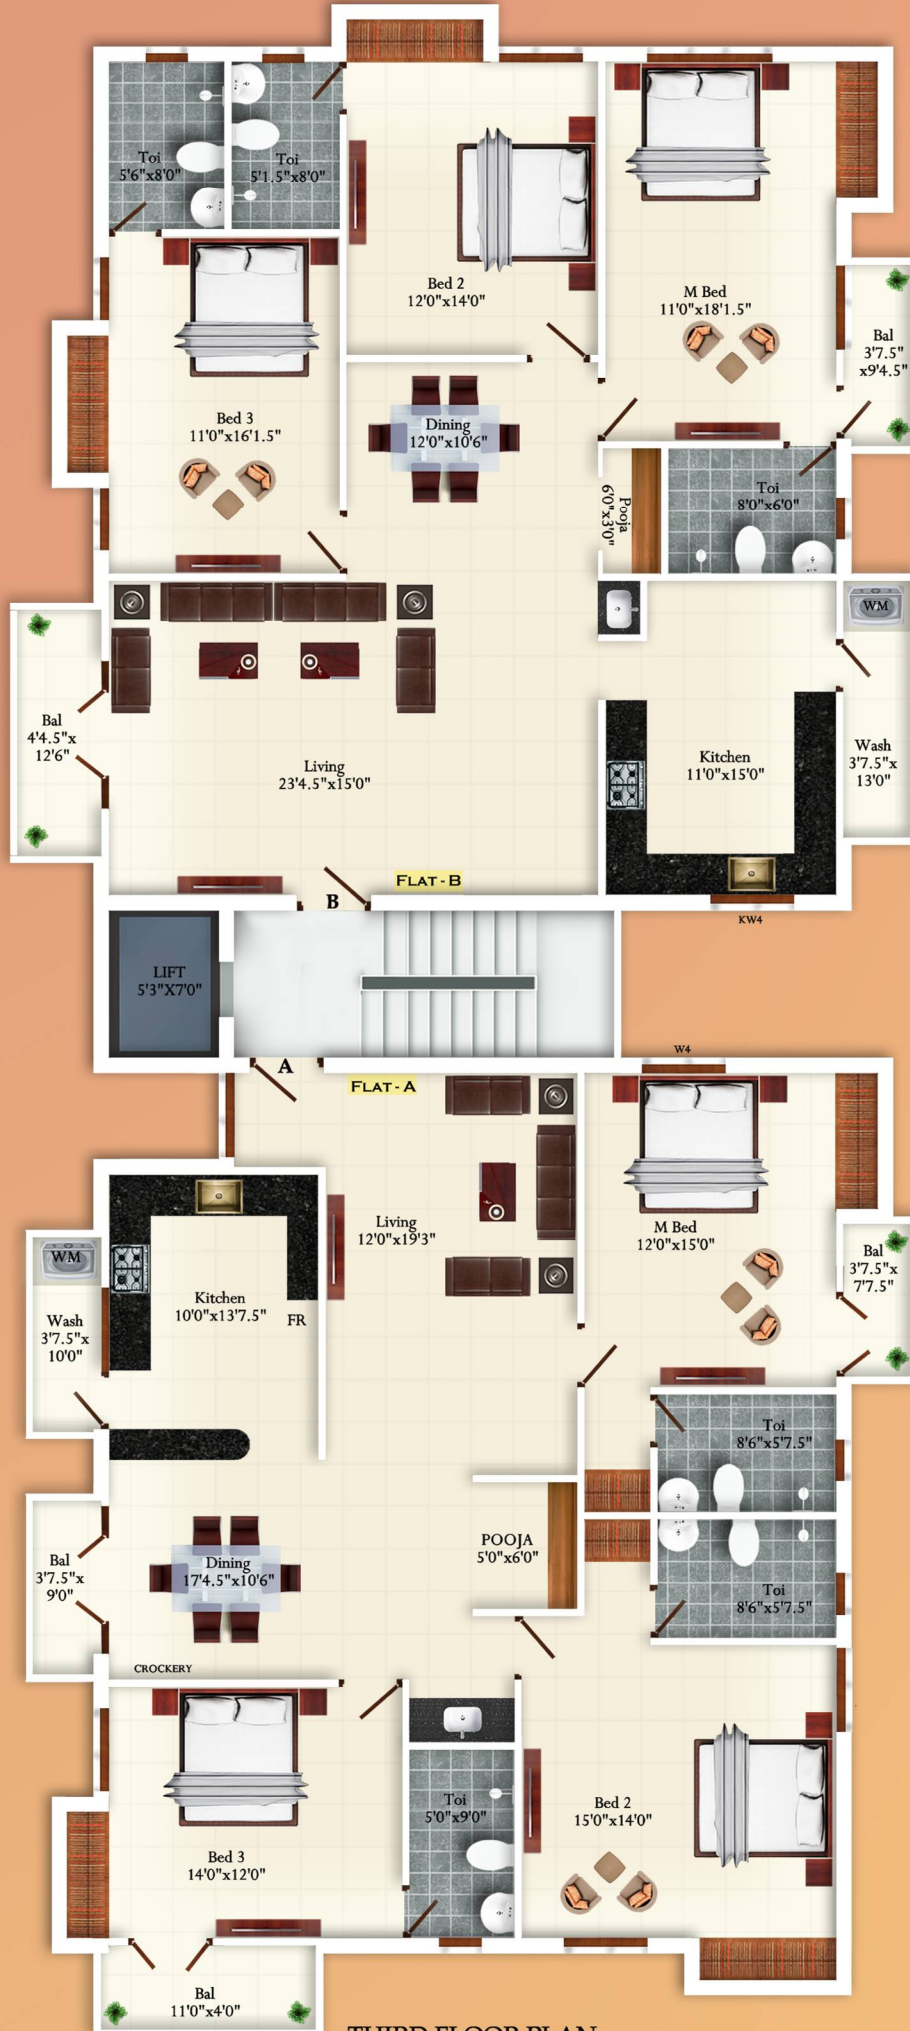 Toi
5'6"x8'0"
Toi
5'1.5"x8'0"
Bed 2
12'0"x14'0"
M Bed
11'0"x18'1.5"
Bal
3'7.5"
x9'4.5"
Bed 3
11'0"x16'1.5"
Dining
12'0"x10'6"
Pooja
6'0"x3'0"
Toi
8'0"x6'0"
WM
Bal
4'4.5"x
12'6"
Living
23'4.5"x15'0"
Kitchen
11'0"x15'0"
Wash
3'7.5"x
13'0"
FLAT-B
B
KW4
LIFT
5'3"X7'0"
W4
A
FLAT-A
Living
12'0"x19'3"
M Bed
12'0"x15'0"
Bal
3'7.5"x
7'7.5"
WM
Kitchen
10'0"x13'7.5"
FR
Wash
3'7.5"x
10'0"
Toi
8'6"x5'7.5"
POOJA
5'0"x6'0"
Bal
3'7.5"x
9'0"
Dining
17'4.5"x10'6"
Toi
8'6"x5'7.5"
CROCKERY
Toi
5'0"x9'0"
Bed 2
15'0"x14'0"
Bed 3
14'0"x12'0"
Bal
11'0"x4'0"
THIRD FLOOR PLAN